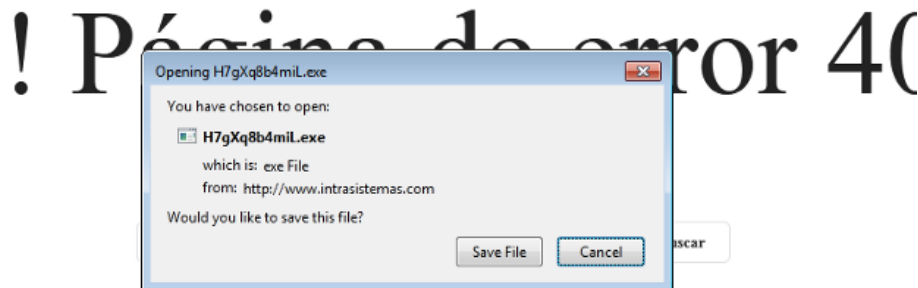 ! Página de error 40
Opening H7gXq8b4miL.exe
You have chosen to open:
H7gXq8b4miL.exe
which is: exe File
from: http://www.intrasistemas.com
Would you like to save this file?
Save File
Cancel
uscar